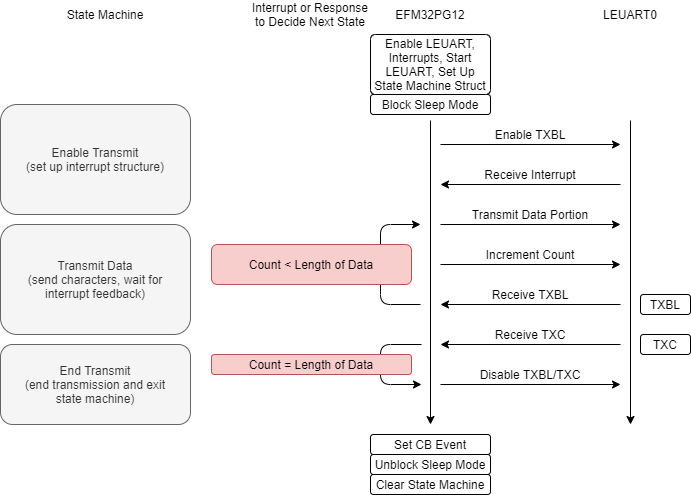 State Machine
Interrupt or Response
to Decide Next State
EFM32PG12
LEUART0
Enable LEUART,
Interrupts, Start
LEUART, Set Up
State Machine Struct
Block Sleep Mode
Enable Transmit
(set up interrupt structure)
Enable TXBL
Receive Interrupt
Transmit Data Portion
Transmit Data
(send characters, wait for
interrupt feedback)
Count < Length of Data
Increment Count
Receive TXBL
TXBL
Receive TXC
TXC
End Transmit
(end transmission and exit
state machine)
Count = Length of Data
Disable TXBL/TXC
Set CB Event
Unblock Sleep Mode
Clear State Machine